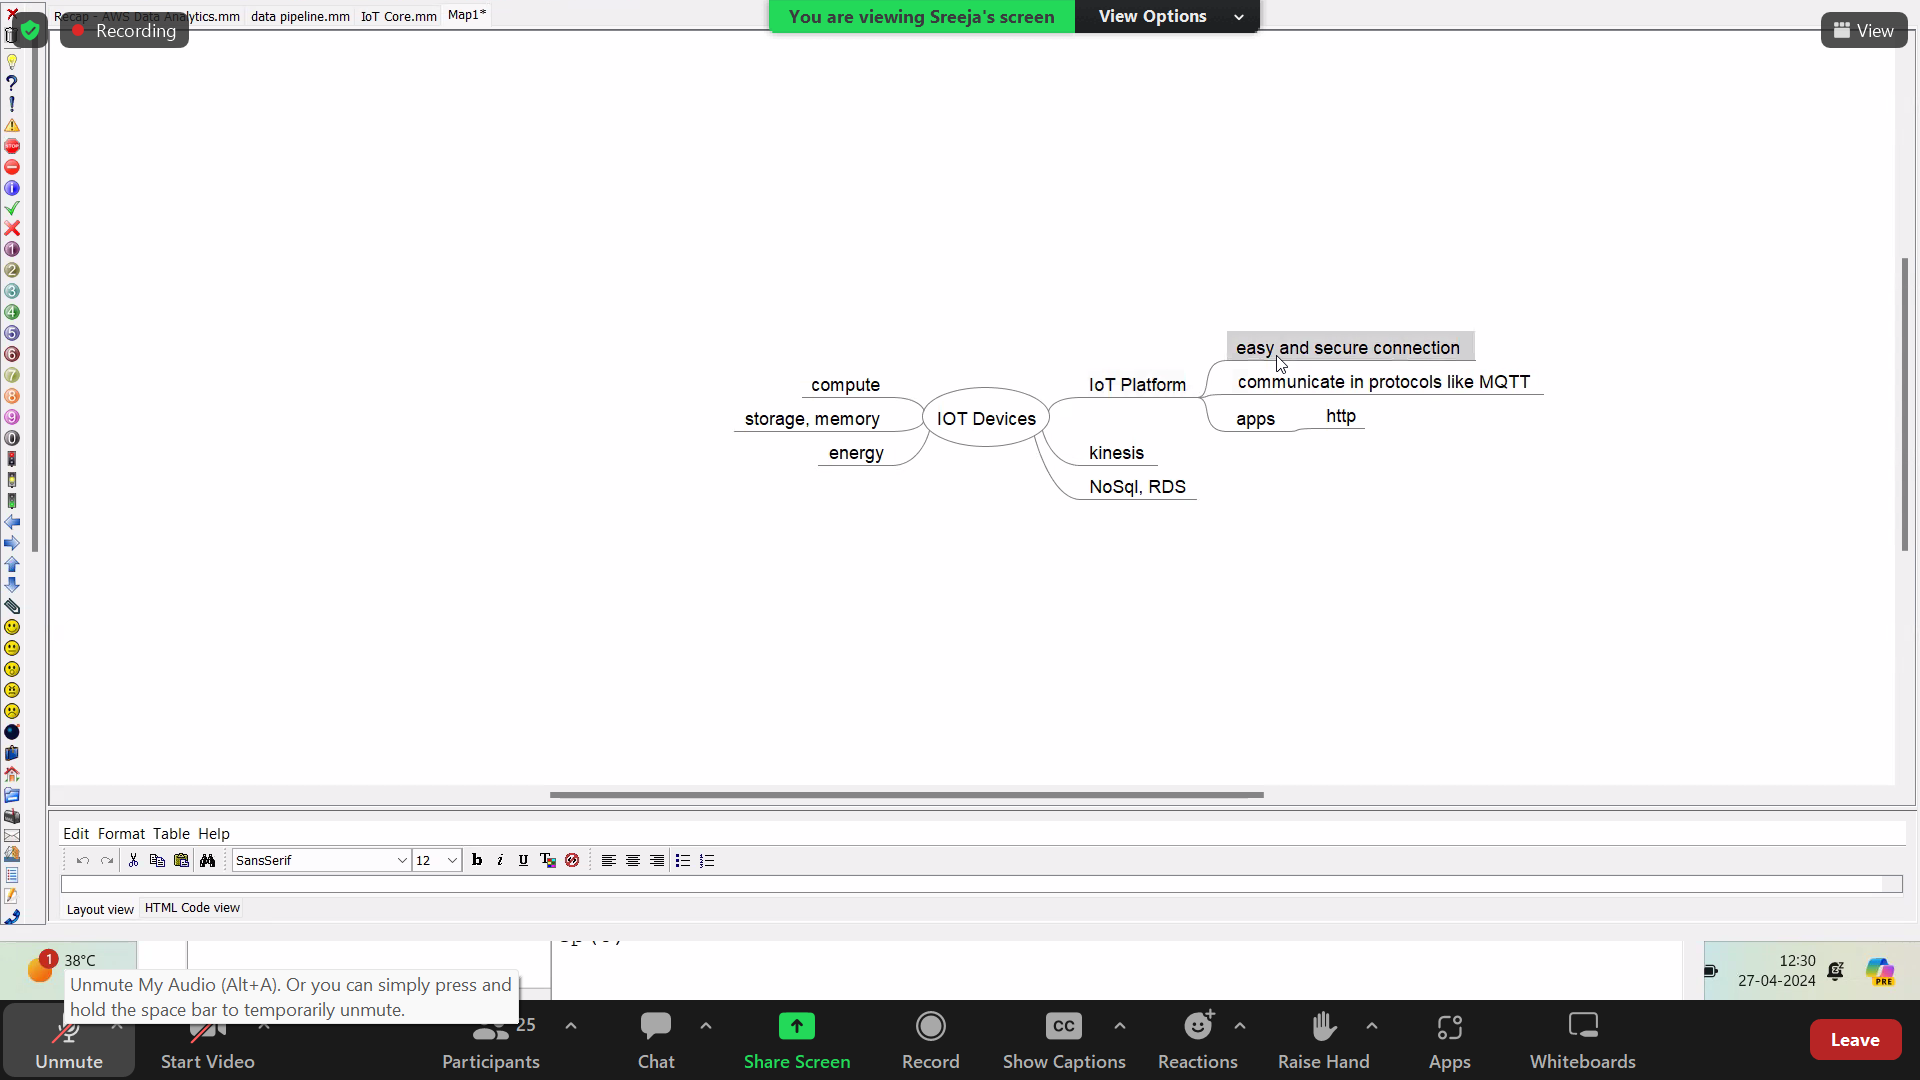 Recap - AWS Data Analytics.mm data pipeline.mm IoT Core.mm Map1*
You are viewing Sreeja's screen View Options
Recording
View
easy and secure connection
IoT Platform
communicate in protocols like MQTT
compute
storage, memory
IOT Devices
apps
http
energy
kinesis
NoSql, RDS
Edit Format Table Help
SansSerif 12
Layout view HTML Code view
1 38°C
12:30
27-04-2024
PRE
Unmute My Audio (Alt+A). Or you can simply press and
hold the space bar to temporarily unmute.
25
CC
Unmute Start Video Participants Chat Share Screen Record Show Captions Reactions Raise Hand Apps Whiteboards Leave